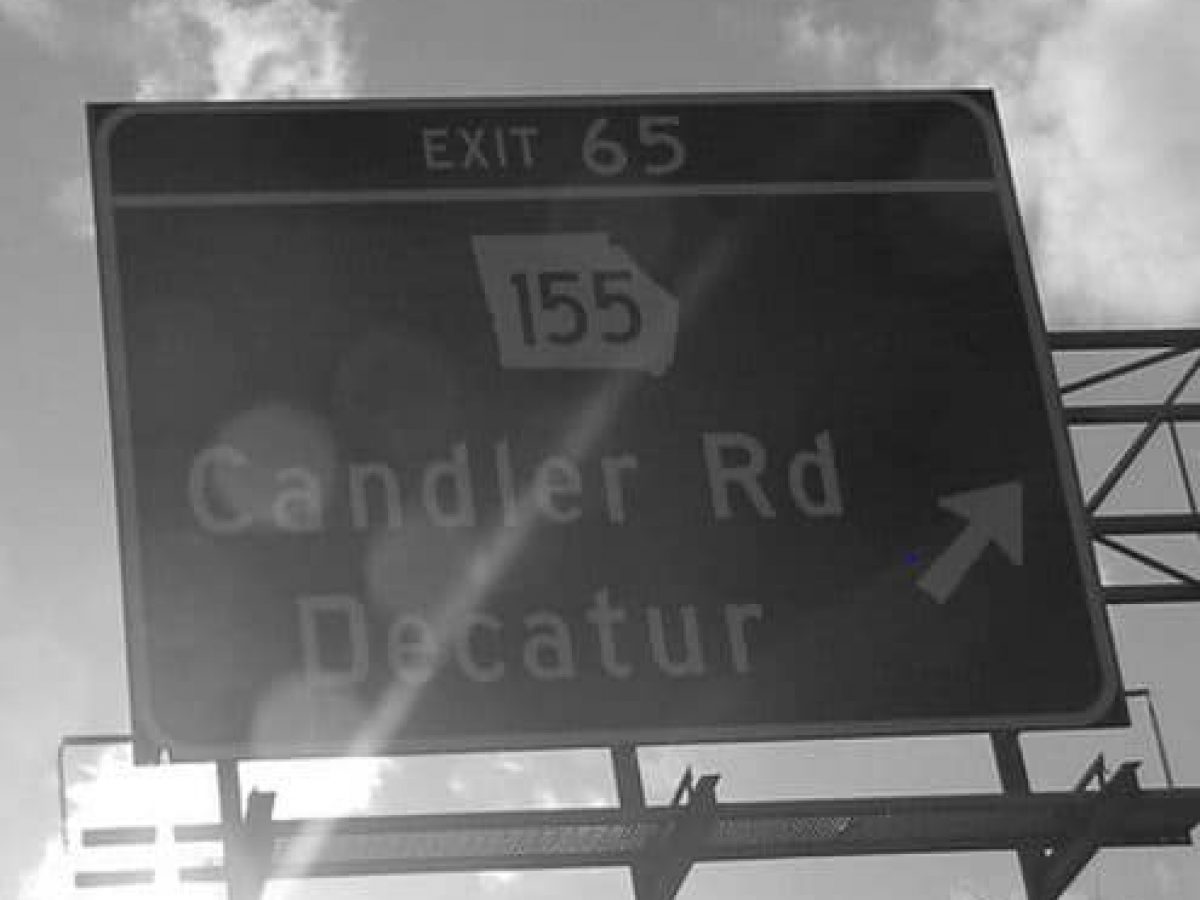 EXIT 65
155
Candler Rd
Decatur